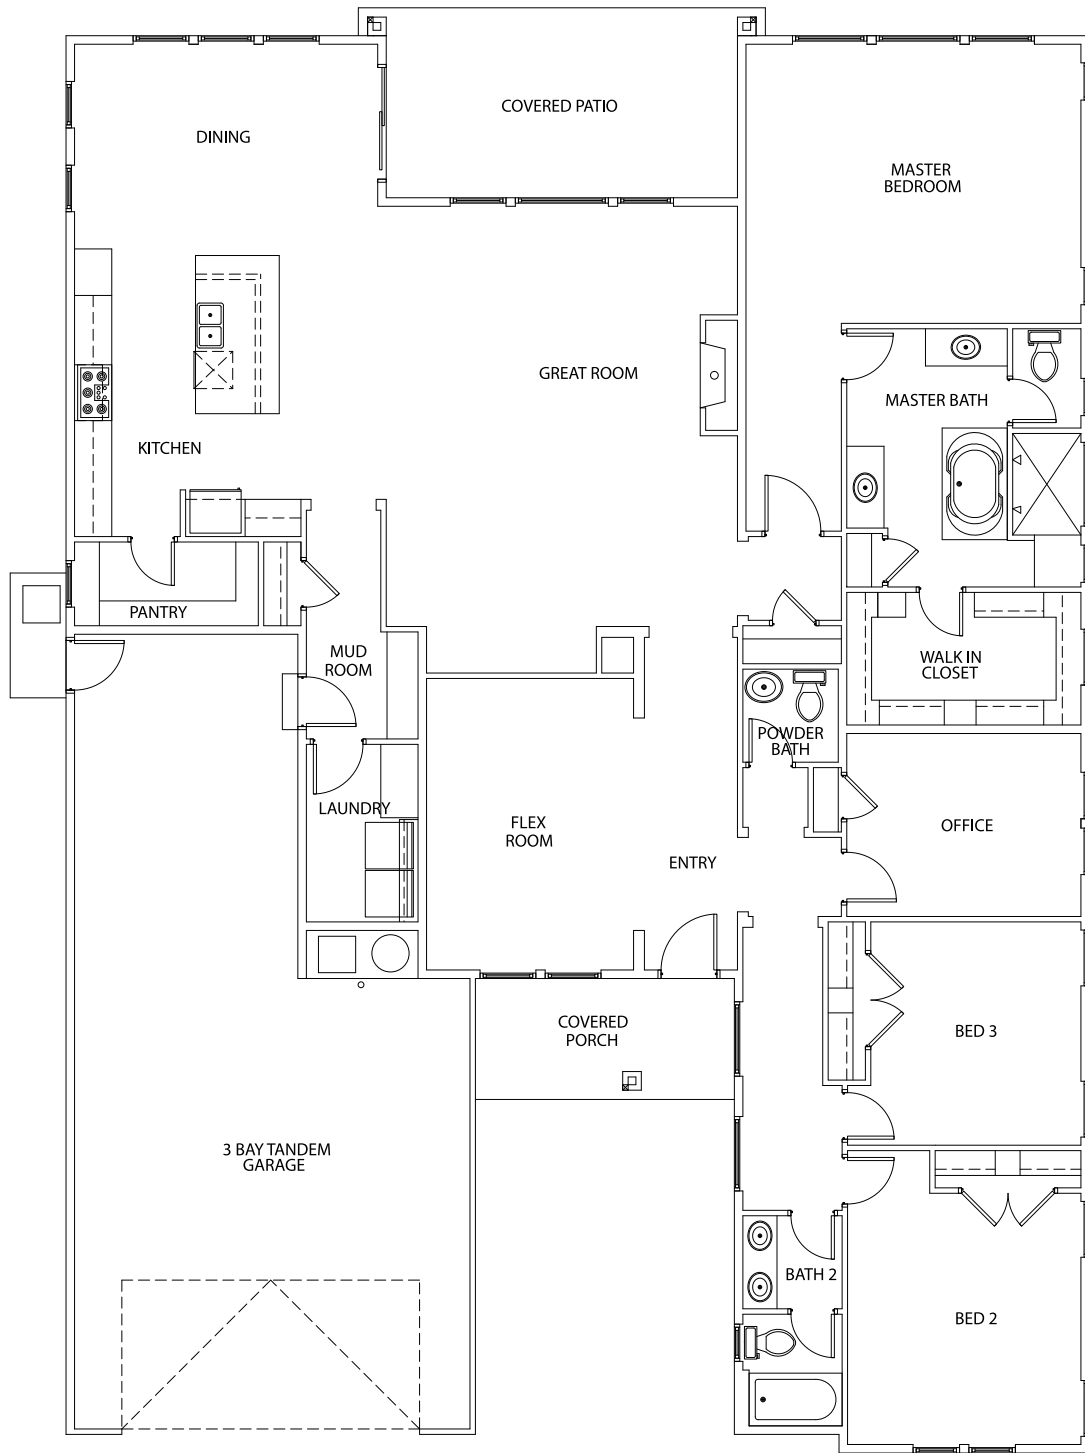 COVERED PATIO
DINING
MASTER
BEDROOM
GREAT ROOM
MASTER BATH
KITCHEN
PANTRY
MUD
ROOM
WALK IN
CLOSET
POWDER
BATH
LAUNDRY
FLEX
ROOM
OFFICE
ENTRY
COVERED
PORCH
BED 3
3 BAY TANDEM
GARAGE
BATH 2
BED 2